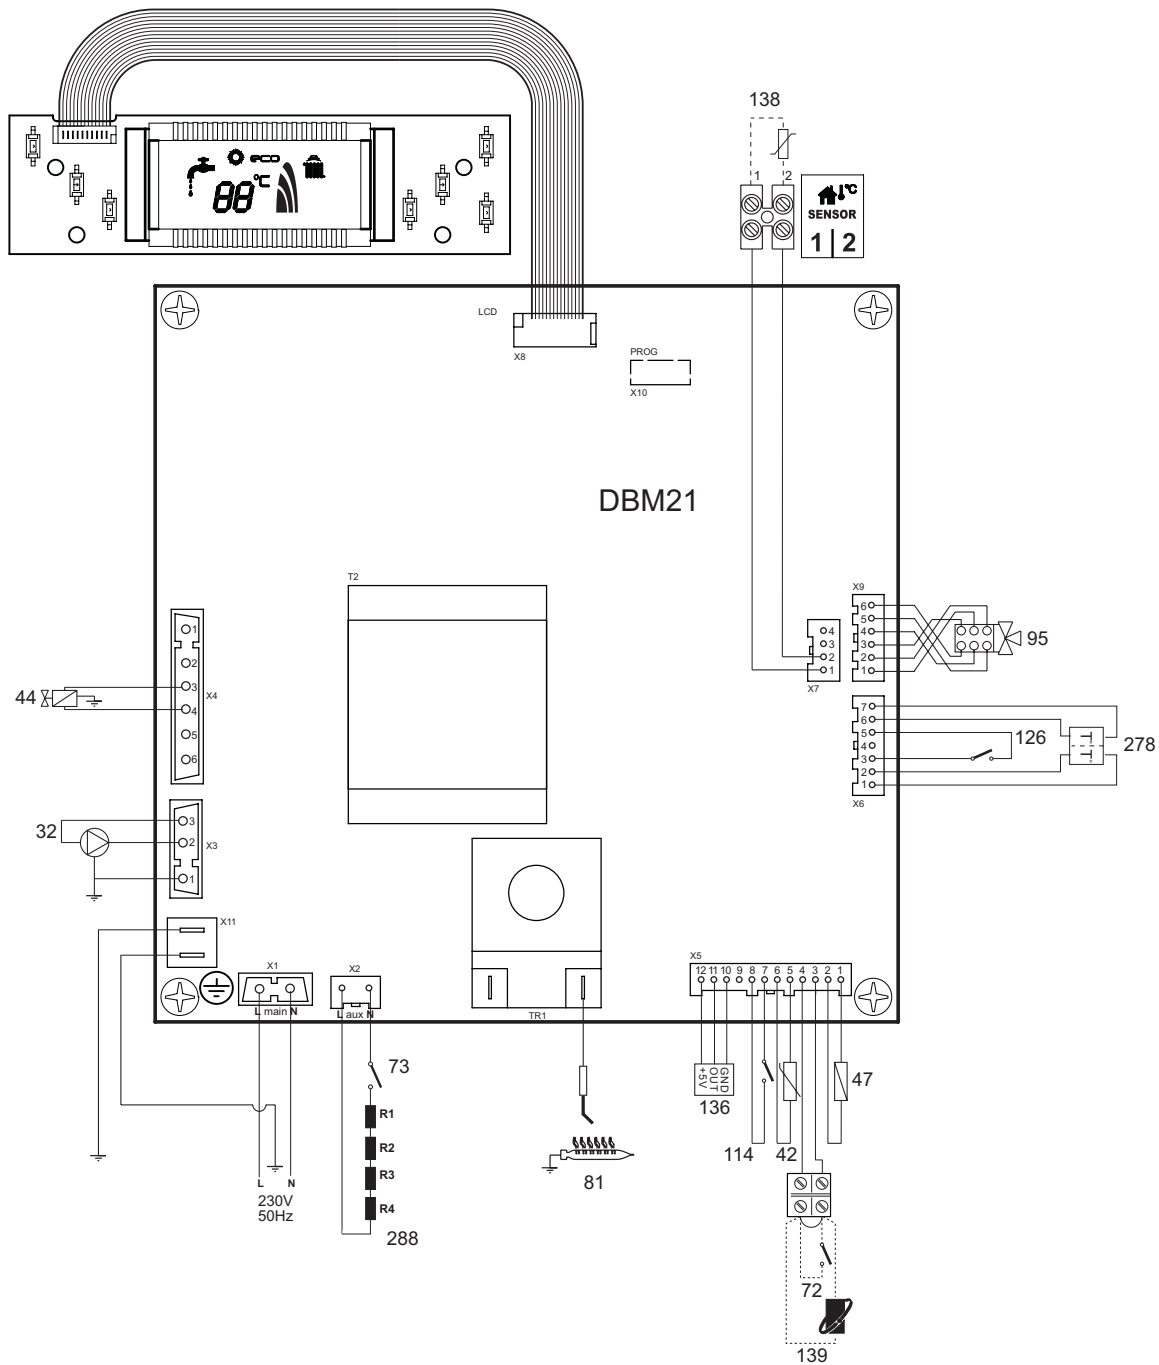 138
1 2
°C
SENSOR
1 | 2
eco
88 °C
LCD
X8
PROG
X10
DBM21
T2
X9
6
5
4
3
2
1
95
4
3
2
1
X7
1
2
3
4
5
6
X4
44
7
6
5
4
3
2
1
X6
126
278
3
2
1
X3
32
X11
X1
L main N
X2
L aux N
TR1
X5
12 11 10 9 8 7 6 5 4 3 2 1
73
R1
R2
R3
R4
288
L N
230V
50Hz
81
+5V
OUT
GND
136
114
42
47
72
139